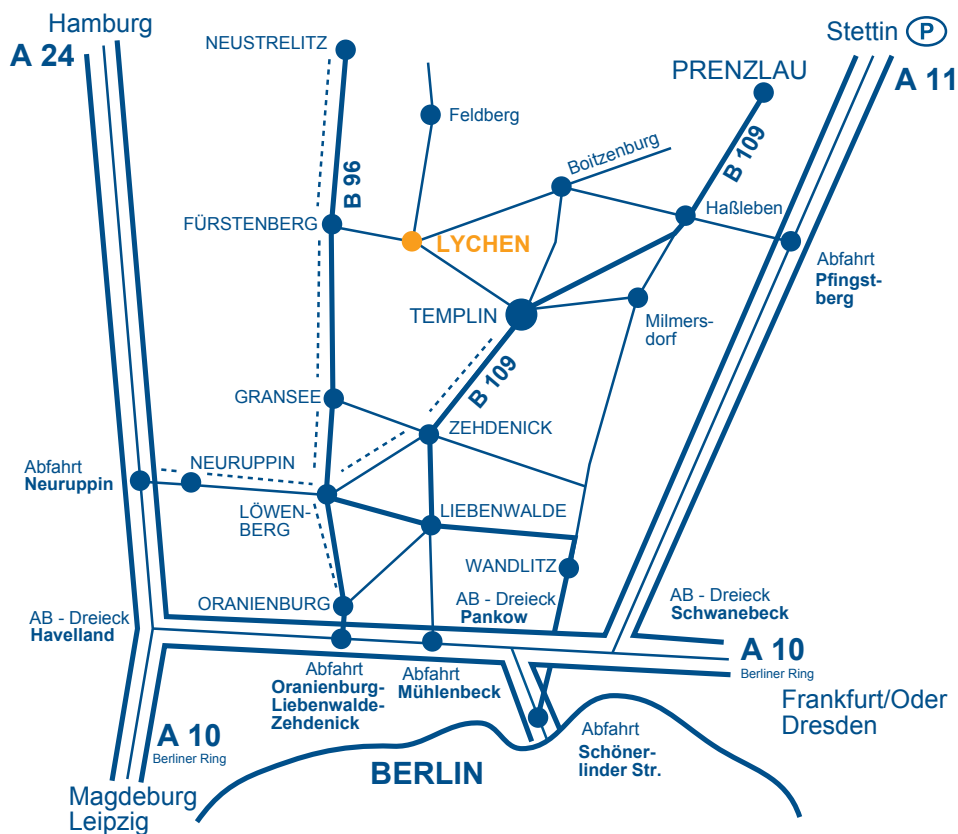 Hamburg
A 24
NEUSTRELITZ
Stettin P
PRENZLAU
A 11
Feldberg
B 96
Boitzenburg
B 109
FÜRSTENBERG
LYCHEN
Haßleben
Abfahrt
Pfingst-
berg
TEMPLIN
Milmers-
dorf
B 109
GRANSEE
ZEHDENICK
Abfahrt
Neuruppin
NEURUPPIN
LÖWEN-
BERG
LIEBENWALDE
WANDLITZ
ORANIENBURG
AB - Dreieck
Pankow
AB - Dreieck
Schwanebeck
AB - Dreieck
Havelland
A 10
Berliner Ring
Abfahrt
Oranienburg-
Liebenwalde-
Zehdenick
Abfahrt
Mühlenbeck
Frankfurt/Oder
Dresden
Abfahrt
Schöner-
linder Str.
A 10
Berliner Ring
BERLIN
Magdeburg
Leipzig